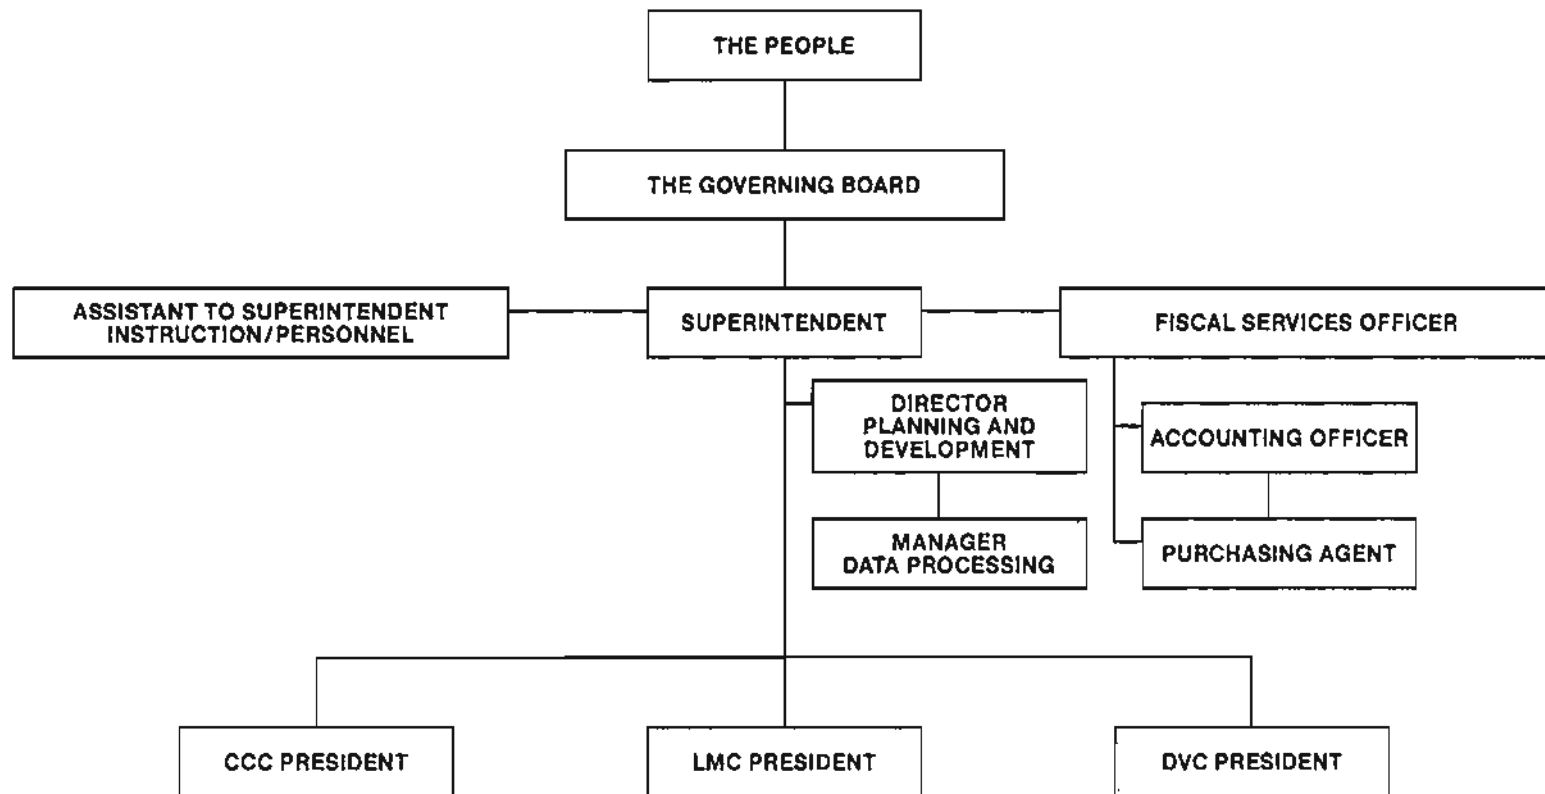 THE PEOPLE
THE GOVERNING BOARD
ASSISTANT TO SUPERINTENDENT
INSTRUCTION/PERSONNEL
SUPERINTENDENT
FISCAL SERVICES OFFICER
DIRECTOR
PLANNING AND
DEVELOPMENT
ACCOUNTING OFFICER
MANAGER
DATA PROCESSING
PURCHASING AGENT
CCC PRESIDENT
LMC PRESIDENT
DVC PRESIDENT